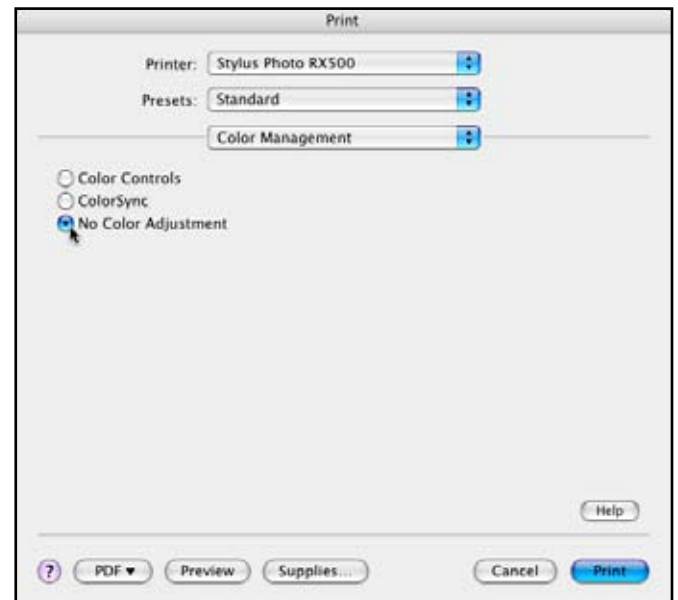 Print
Printer: Stylus Photo RX500
Presets: Standard
Color Management
Color Controls
ColorSync
No Color Adjustment
Help
? PDF ▼ Preview Supplies... Cancel Print